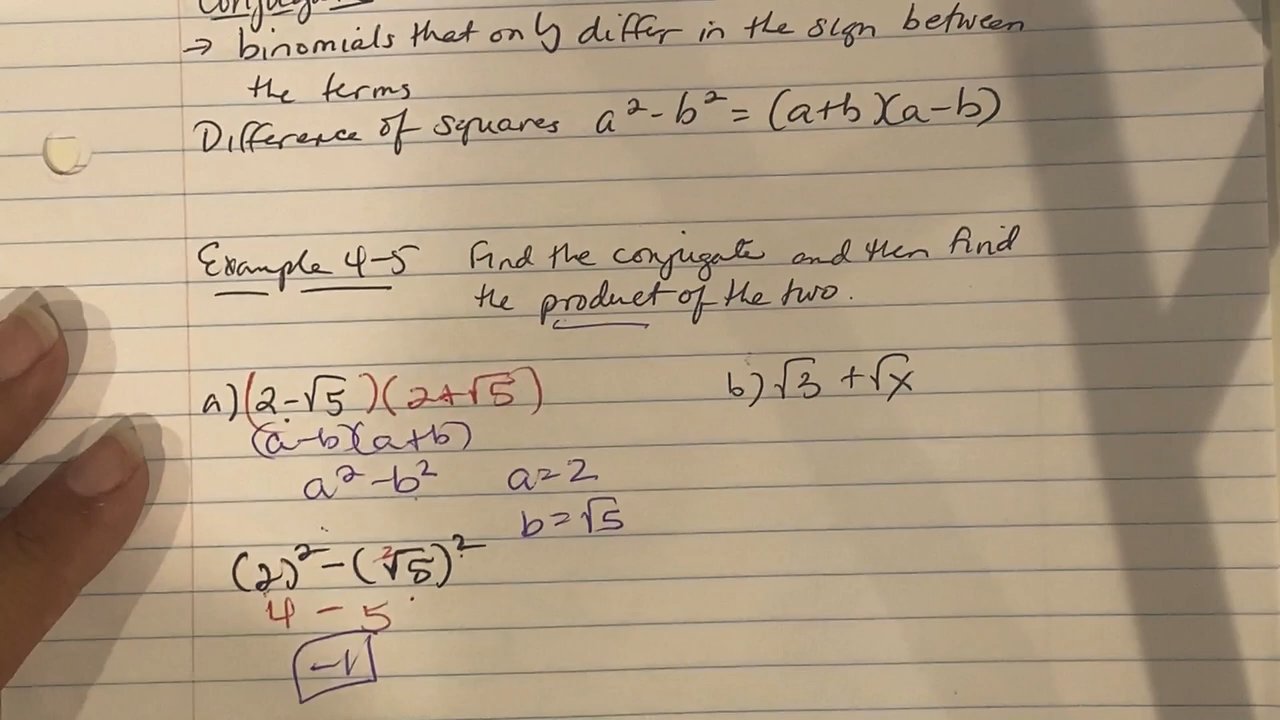 Conjugate
→ binomials that only differ in the sign between
the terms
Difference of squares a² - b² = (a+b)(a-b)
Example 4-5 Find the conjugate and then find
the product of the two.
a) (2-√5)(2+√5)
b) √3 + √x
(a-b)(a+b)
a² - b² a=2
b=√5
(2)² - (²√5)²
4 - 5
-1